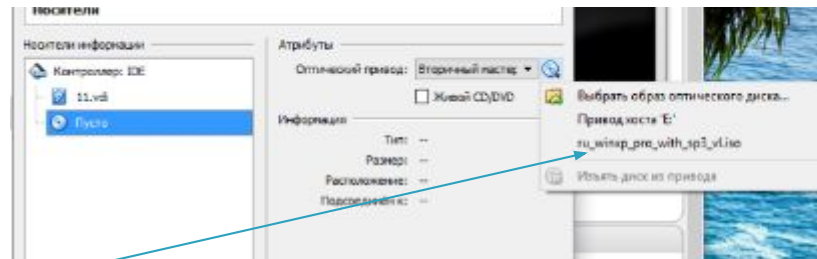 Носители
Носители информации
Контроллер: IDE
11.vdi
Пусто
Атрибуты
Оптический привод: Вторичный мастер
Живой CD/DVD
Информация
Тип: --
Размер: --
Расположение: --
Подсоединён к: --
Выбрать образ оптического диска...
Привод хоста 'E:'
ru_winxp_pro_with_sp3_vl.iso
Изъять диск из привода